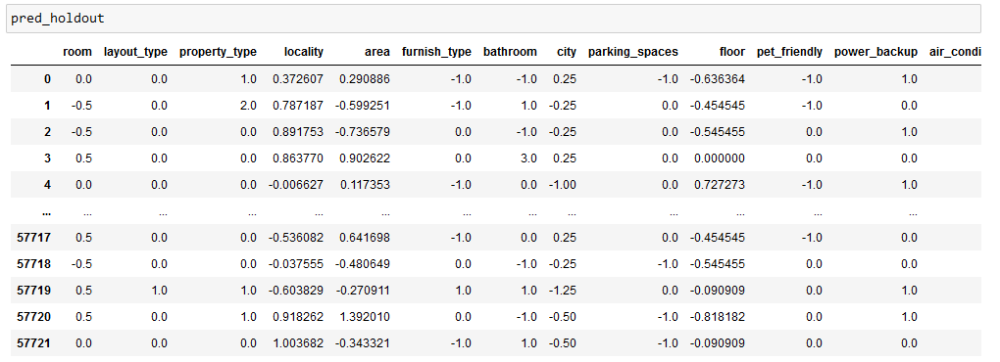 pred_holdout
room layout_type property_type locality area furnish_type bathroom city parking_spaces floor pet_friendly power_backup air_condi
0 0.0 0.0 1.0 0.372607 0.290886 -1.0 -1.0 0.25 -1.0 -0.636364 -1.0 1.0
1 -0.5 0.0 2.0 0.787187 -0.599251 -1.0 1.0 -0.25 0.0 -0.454545 -1.0 0.0
2 -0.5 0.0 0.0 0.891753 -0.736579 0.0 -1.0 -0.25 0.0 -0.545455 0.0 1.0
3 0.5 0.0 0.0 0.863770 0.902622 0.0 3.0 0.25 0.0 0.000000 0.0 0.0
4 0.0 0.0 0.0 -0.006627 0.117353 -1.0 0.0 -1.00 0.0 0.727273 -1.0 1.0
... ... ... ... ... ... ... ... ... ... ... ... ...
57717 0.5 0.0 0.0 -0.536082 0.641698 -1.0 0.0 0.25 0.0 -0.454545 -1.0 0.0
57718 -0.5 0.0 0.0 -0.037555 -0.480649 0.0 -1.0 -0.25 -1.0 -0.545455 0.0 0.0
57719 0.5 1.0 1.0 -0.603829 -0.270911 1.0 1.0 -1.25 0.0 -0.090909 0.0 1.0
57720 0.5 0.0 1.0 0.918262 1.392010 0.0 -1.0 -0.50 -1.0 -0.818182 0.0 1.0
57721 0.0 0.0 0.0 1.003682 -0.343321 -1.0 1.0 -0.50 -1.0 -0.090909 0.0 0.0